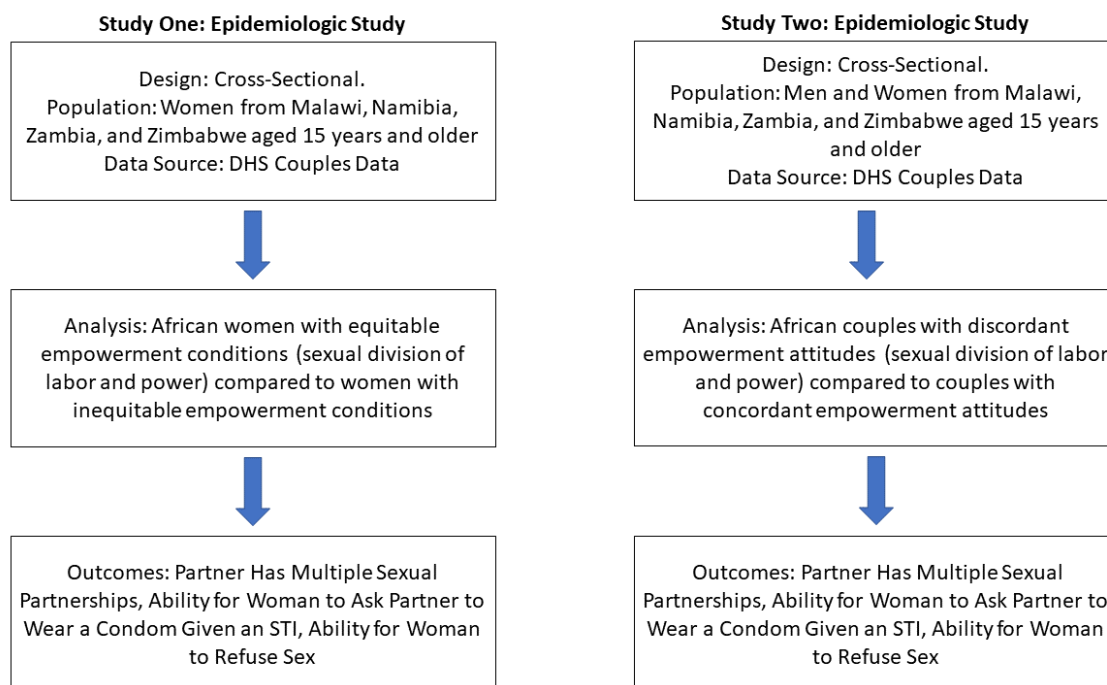 Study One: Epidemiologic Study
Design: Cross-Sectional.
Population: Women from Malawi, Namibia,
Zambia, and Zimbabwe aged 15 years and older
Data Source: DHS Couples Data
Analysis: African women with equitable
empowerment conditions (sexual division of
labor and power) compared to women with
inequitable empowerment conditions
Outcomes: Partner Has Multiple Sexual
Partnerships, Ability for Woman to Ask Partner to
Wear a Condom Given an STI, Ability for Woman
to Refuse Sex
Study Two: Epidemiologic Study
Design: Cross-Sectional.
Population: Men and Women from Malawi,
Namibia, Zambia, and Zimbabwe aged 15 years
and older
Data Source: DHS Couples Data
Analysis: African couples with discordant
empowerment attitudes (sexual division of labor
and power) compared to couples with
concordant empowerment attitudes
Outcomes: Partner Has Multiple Sexual
Partnerships, Ability for Woman to Ask Partner to
Wear a Condom Given an STI, Ability for Woman
to Refuse Sex